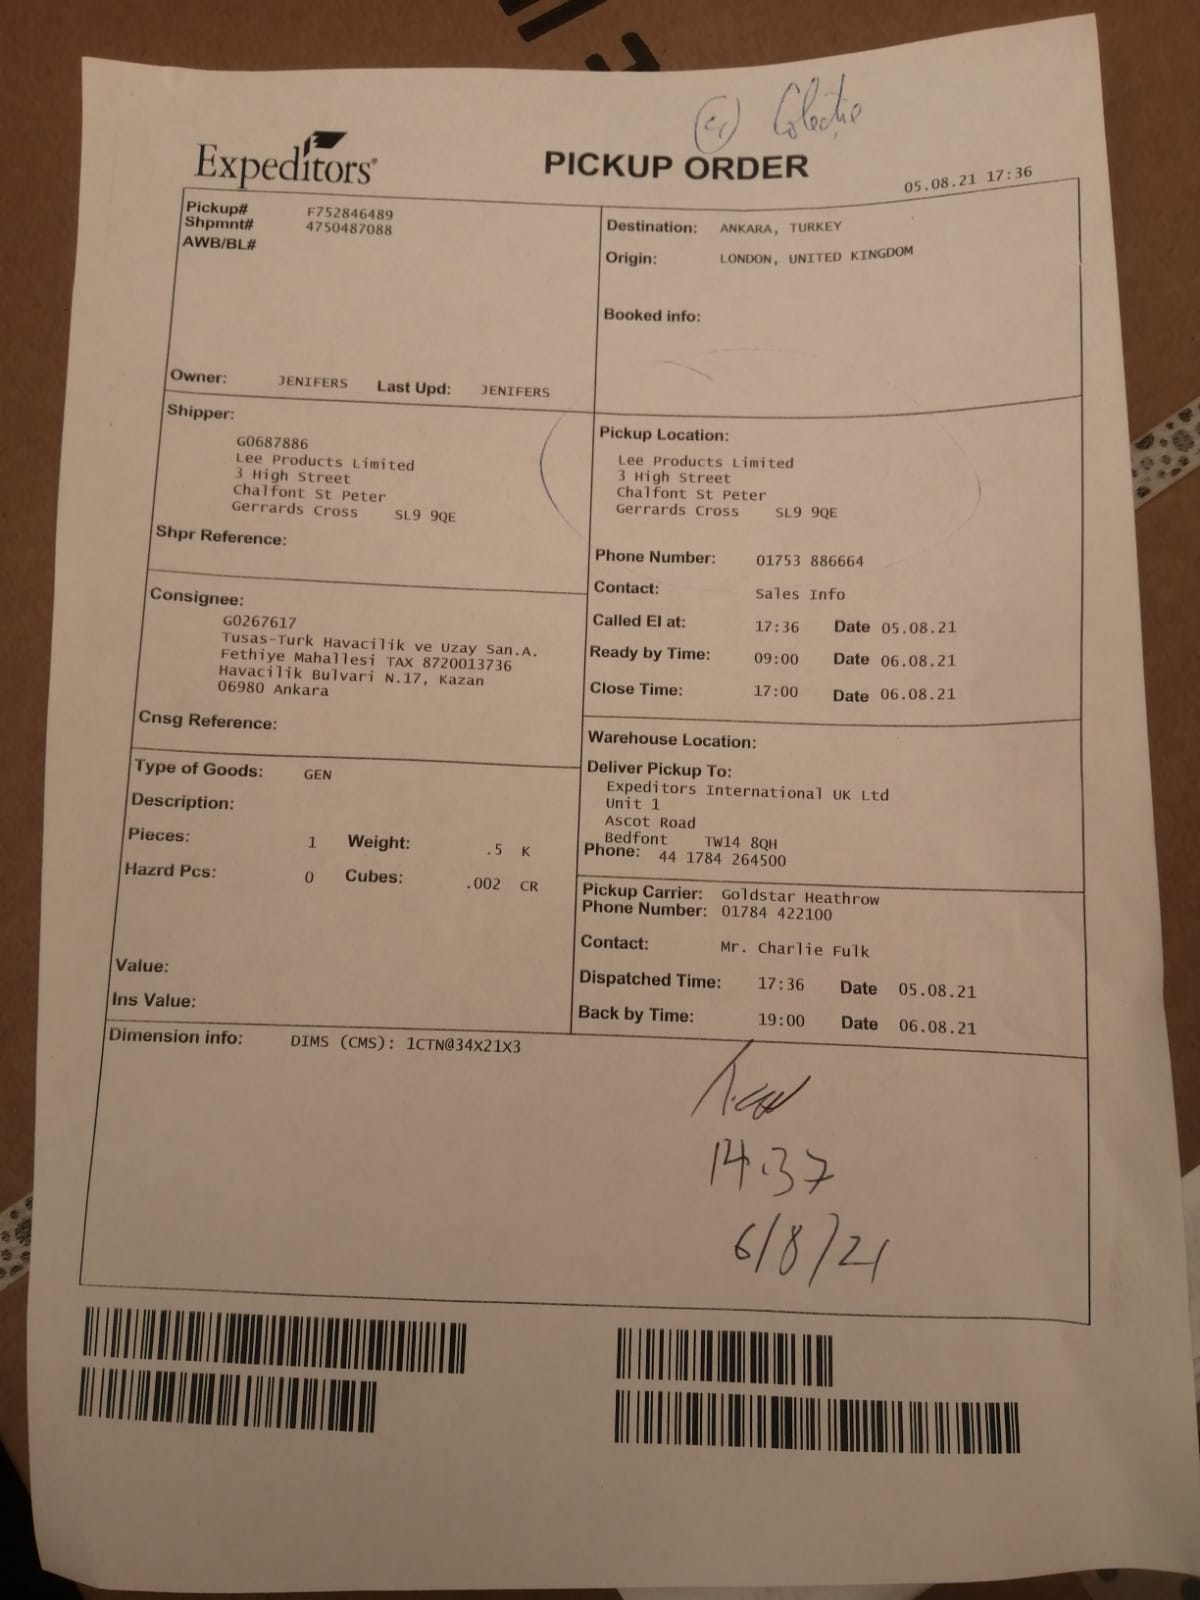 Expeditors
PICKUP ORDER
05.08.21 17:36
Pickup# F752846489
Shpmnt# 4750487088
AWB/BL#
Owner: JENIFERS Last Upd: JENIFERS
Destination: ANKARA, TURKEY
Origin: LONDON, UNITED KINGDOM
Booked info:
Shipper:
G0687886
Lee Products Limited
3 High Street
Chalfont St Peter
Gerrards Cross SL9 9QE
Shpr Reference:
Pickup Location:
Lee Products Limited
3 High Street
Chalfont St Peter
Gerrards Cross SL9 9QE
Phone Number: 01753 886664
Contact: Sales Info
Called EI at: 17:36 Date 05.08.21
Ready by Time: 09:00 Date 06.08.21
Close Time: 17:00 Date 06.08.21
Consignee:
G0267617
Tusas-Turk Havacilik ve Uzay San.A.
Fethiye Mahallesi TAX 8720013736
Havacilik Bulvari N.17, Kazan
06980 Ankara
Cnsg Reference:
Warehouse Location:
Deliver Pickup To:
Expeditors International UK Ltd
Unit 1
Ascot Road
Bedfont TW14 8QH
Phone: 44 1784 264500
Type of Goods: GEN
Description:
Pieces: 1 Weight: .5 K
Hazrd Pcs: 0 Cubes: .002 CR
Value:
Ins Value:
Pickup Carrier: Goldstar Heathrow
Phone Number: 01784 422100
Contact: Mr. Charlie Fulk
Dispatched Time: 17:36 Date 05.08.21
Back by Time: 19:00 Date 06.08.21
Dimension info: DIMS (CMS): 1CTN@34X21X3
14.37
6/8/21